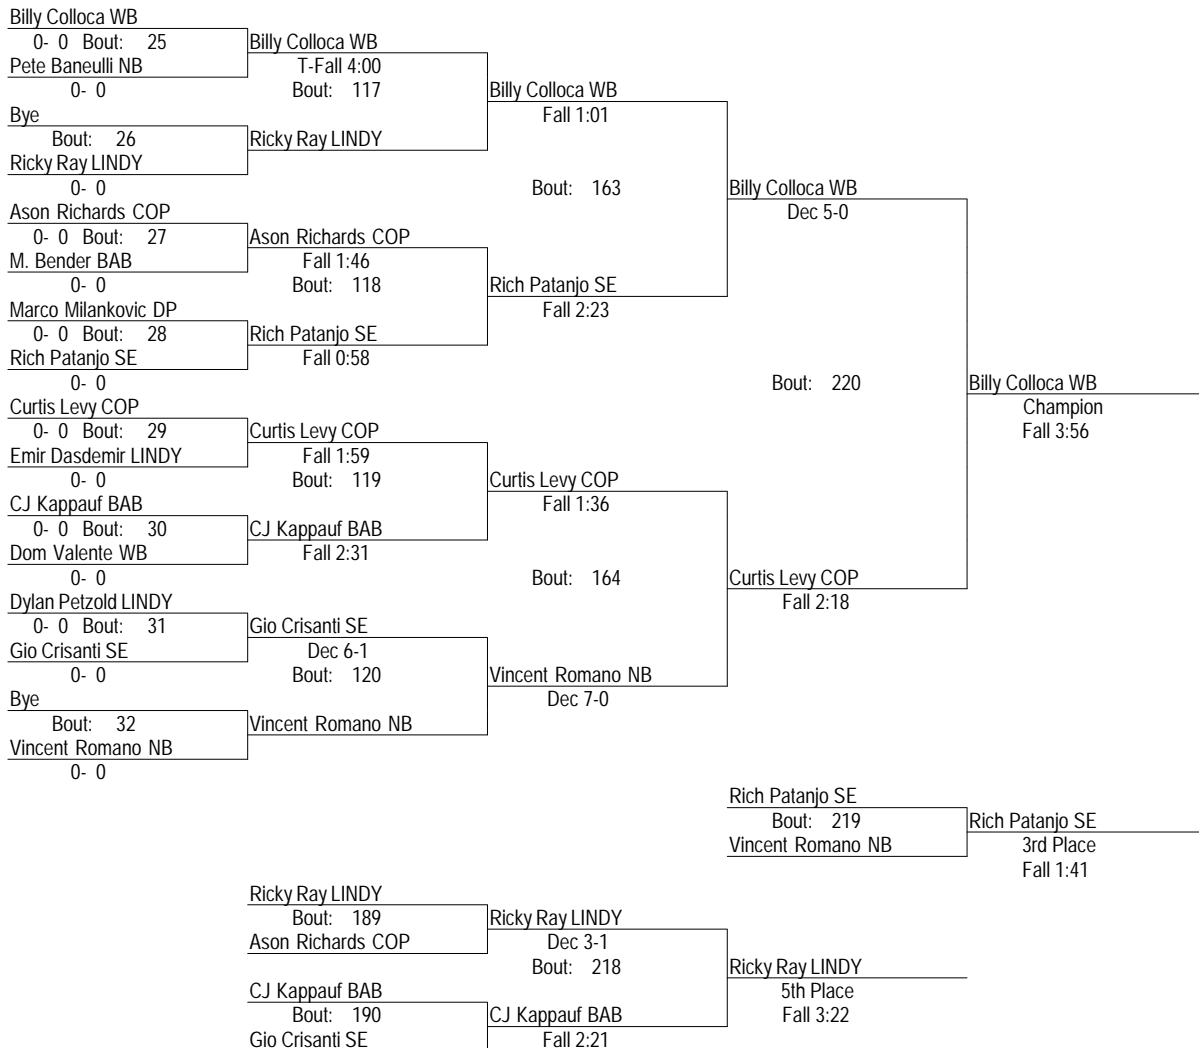 Billy Colloca WB
0- 0 Bout: 25
Pete Baneulli NB
0- 0
Bye
Bout: 26
Ricky Ray LINDY
0- 0
Ason Richards COP
0- 0 Bout: 27
M. Bender BAB
0- 0
Marco Milankovic DP
0- 0 Bout: 28
Rich Patanjo SE
0- 0
Curtis Levy COP
0- 0 Bout: 29
Emir Dasdemir LINDY
0- 0
CJ Kappauf BAB
0- 0 Bout: 30
Dom Valente WB
0- 0
Dylan Petzold LINDY
0- 0 Bout: 31
Gio Crisanti SE
0- 0
Bye
Bout: 32
Vincent Romano NB
0- 0
Billy Colloca WB
T-Fall 4:00
Bout: 117
Ricky Ray LINDY
Ason Richards COP
Fall 1:46
Bout: 118
Rich Patanjo SE
Fall 0:58
Curtis Levy COP
Fall 1:59
Bout: 119
CJ Kappauf BAB
Fall 2:31
Gio Crisanti SE
Dec 6-1
Bout: 120
Vincent Romano NB
Billy Colloca WB
Fall 1:01
Bout: 163
Rich Patanjo SE
Fall 2:23
Curtis Levy COP
Fall 1:36
Bout: 164
Vincent Romano NB
Dec 7-0
Billy Colloca WB
Dec 5-0
Bout: 220
Curtis Levy COP
Fall 2:18
Billy Colloca WB
Champion
Fall 3:56
Rich Patanjo SE
Bout: 219
Vincent Romano NB
Rich Patanjo SE
3rd Place
Fall 1:41
Ricky Ray LINDY
Bout: 189
Ason Richards COP
CJ Kappauf BAB
Bout: 190
Gio Crisanti SE
Ricky Ray LINDY
Dec 3-1
Bout: 218
CJ Kappauf BAB
Fall 2:21
Ricky Ray LINDY
5th Place
Fall 3:22